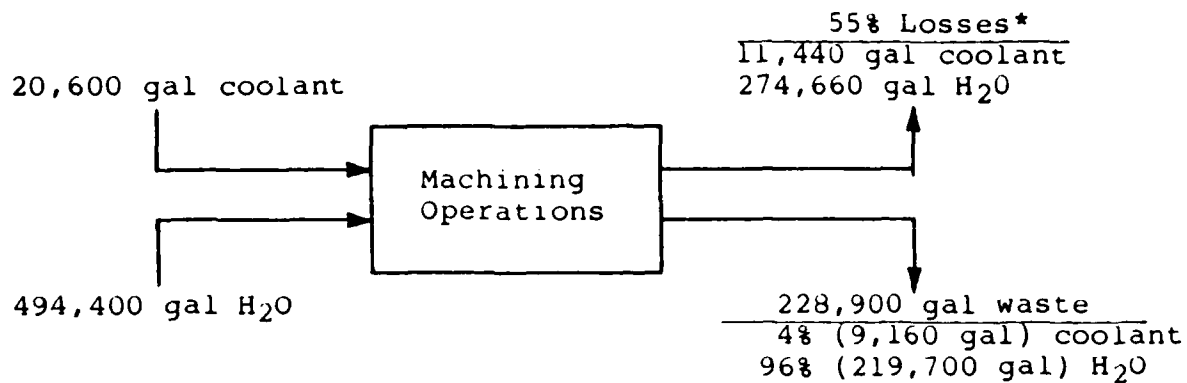 55% Losses*
11,440 gal coolant
274,660 gal H₂O
20,600 gal coolant
Machining
Operations
494,400 gal H₂O
228,900 gal waste
4% (9,160 gal) coolant
96% (219,700 gal) H₂O